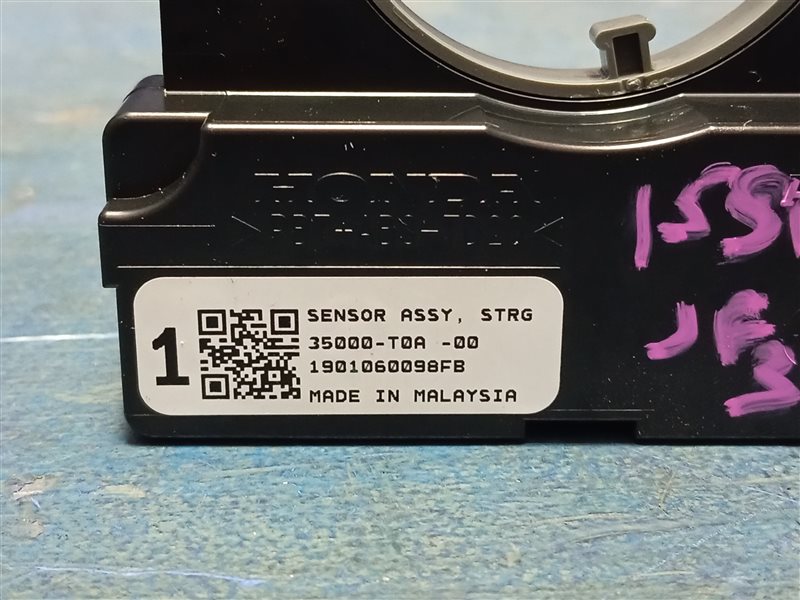 HONDA
1
SENSOR ASSY, STRG
35000-T0A -00
1901060098FB
MADE IN MALAYSIA